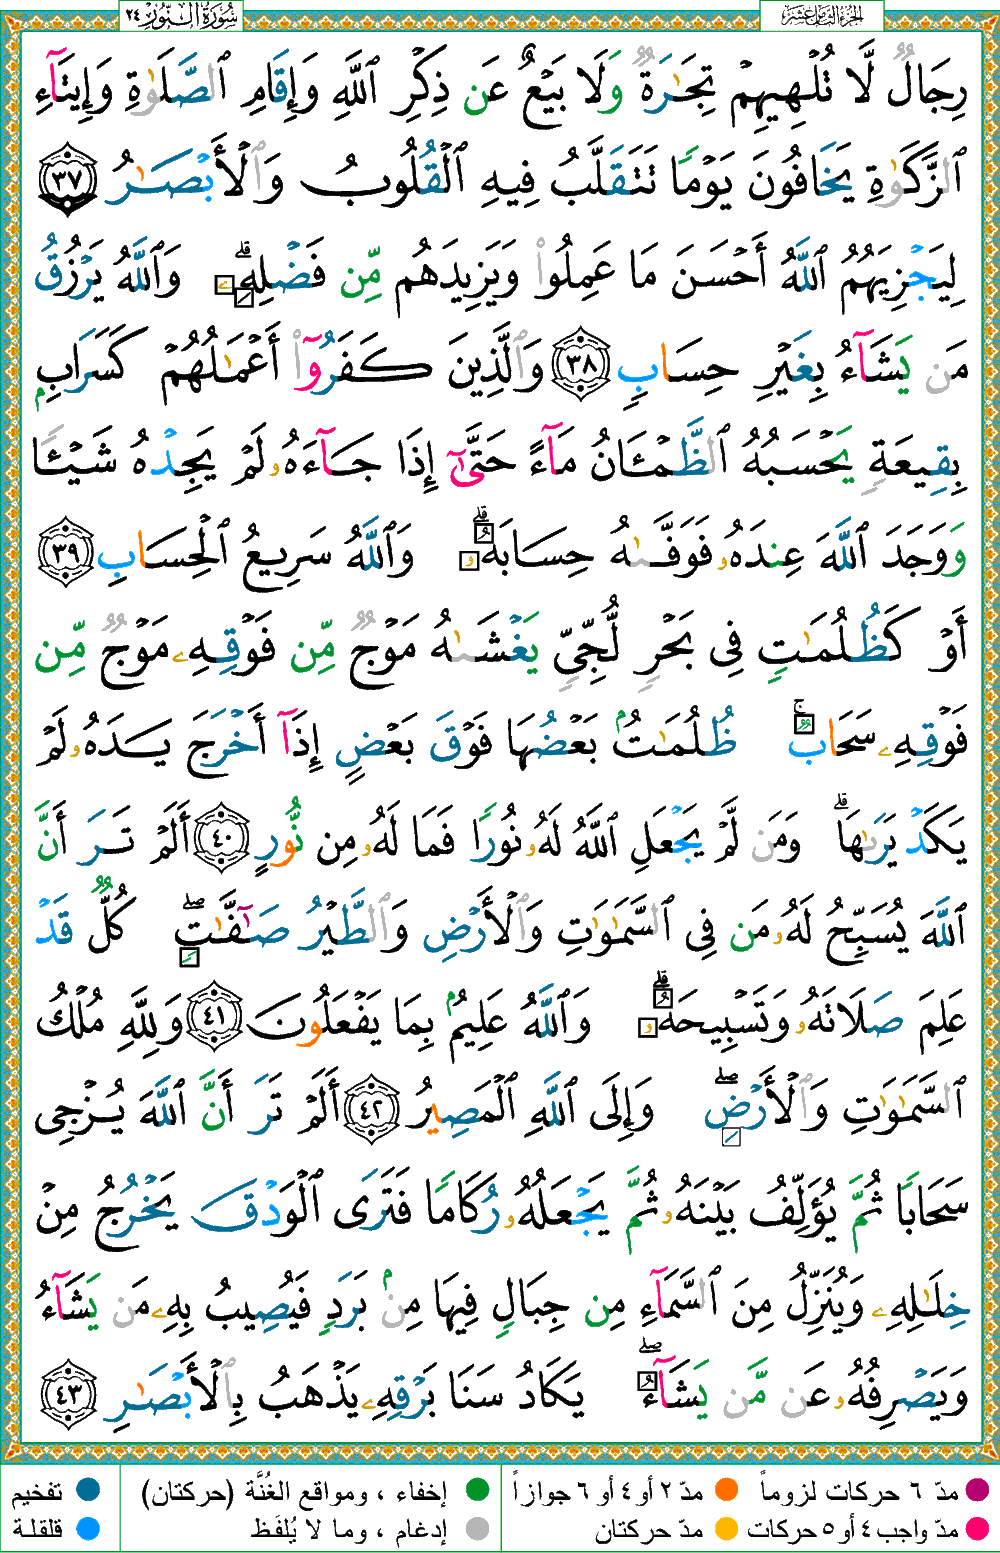 سُورَةُ النُّور ٢٤
الجزء الثامن عشر
رِجَالٌ لَّا تُلْهِيهِمْ تِجَٰرَةٌ وَلَا بَيْعٌ عَن ذِكْرِ ٱللَّهِ وَإِقَامِ ٱلصَّلَوٰةِ وَإِيتَآءِ
ٱلزَّكَوٰةِ يَخَافُونَ يَوْمًا تَتَقَلَّبُ فِيهِ ٱلْقُلُوبُ وَٱلْأَبْصَٰرُ ٣٧
لِيَجْزِيَهُمُ ٱللَّهُ أَحْسَنَ مَا عَمِلُوا۟ وَيَزِيدَهُم مِّن فَضْلِهِۦ ۗ وَٱللَّهُ يَرْزُقُ
مَن يَشَآءُ بِغَيْرِ حِسَابٍ ٣٨ وَٱلَّذِينَ كَفَرُوٓا۟ أَعْمَٰلُهُمْ كَسَرَابٍۭ
بِقِيعَةٍ يَحْسَبُهُ ٱلظَّمْـَٔانُ مَآءً حَتَّىٰٓ إِذَا جَآءَهُۥ لَمْ يَجِدْهُ شَيْـًٔا
وَوَجَدَ ٱللَّهَ عِندَهُۥ فَوَفَّىٰهُ حِسَابَهُۥ ۗ وَٱللَّهُ سَرِيعُ ٱلْحِسَابِ ٣٩
أَوْ كَظُلُمَٰتٍ فِى بَحْرٍ لُّجِّىٍّ يَغْشَىٰهُ مَوْجٌ مِّن فَوْقِهِۦ مَوْجٌ مِّن
فَوْقِهِۦ سَحَابٌ ۚ ظُلُمَٰتٌۢ بَعْضُهَا فَوْقَ بَعْضٍ إِذَآ أَخْرَجَ يَدَهُۥ لَمْ
يَكَدْ يَرَىٰهَا ۗ وَمَن لَّمْ يَجْعَلِ ٱللَّهُ لَهُۥ نُورًا فَمَا لَهُۥ مِن نُّورٍ ٤٠ أَلَمْ تَرَ أَنَّ
ٱللَّهَ يُسَبِّحُ لَهُۥ مَن فِى ٱلسَّمَٰوَٰتِ وَٱلْأَرْضِ وَٱلطَّيْرُ صَٰٓفَّٰتٍ ۖ كُلٌّ قَدْ
عَلِمَ صَلَاتَهُۥ وَتَسْبِيحَهُۥ ۗ وَٱللَّهُ عَلِيمٌۢ بِمَا يَفْعَلُونَ ٤١ وَلِلَّهِ مُلْكُ
ٱلسَّمَٰوَٰتِ وَٱلْأَرْضِ ۖ وَإِلَى ٱللَّهِ ٱلْمَصِيرُ ٤٢ أَلَمْ تَرَ أَنَّ ٱللَّهَ يُزْجِى
سَحَابًا ثُمَّ يُؤَلِّفُ بَيْنَهُۥ ثُمَّ يَجْعَلُهُۥ رُكَامًا فَتَرَى ٱلْوَدْقَ يَخْرُجُ مِنْ
خِلَٰلِهِۦ وَيُنَزِّلُ مِنَ ٱلسَّمَآءِ مِن جِبَالٍ فِيهَا مِنۢ بَرَدٍ فَيُصِيبُ بِهِۦ مَن يَشَآءُ
وَيَصْرِفُهُۥ عَن مَّن يَشَآءُ ۖ يَكَادُ سَنَا بَرْقِهِۦ يَذْهَبُ بِٱلْأَبْصَٰرِ ٤٣
مدّ ٦ حركات لزوماً مدّ ٢ أو ٤ أو ٦ جوازاً إخفاء ، ومواقع الغُنَّة (حركتان) تفخيم
مدّ واجب ٤ أو ٥ حركات مدّ حركتان إدغام ، وما لا يُلفَظ قلقلة